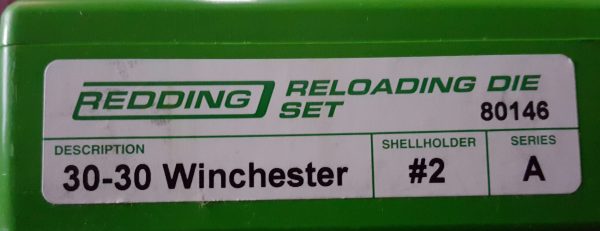 REDDING RELOADING DIE
SET 80146
DESCRIPTION SHELLHOLDER SERIES
30-30 Winchester #2 A